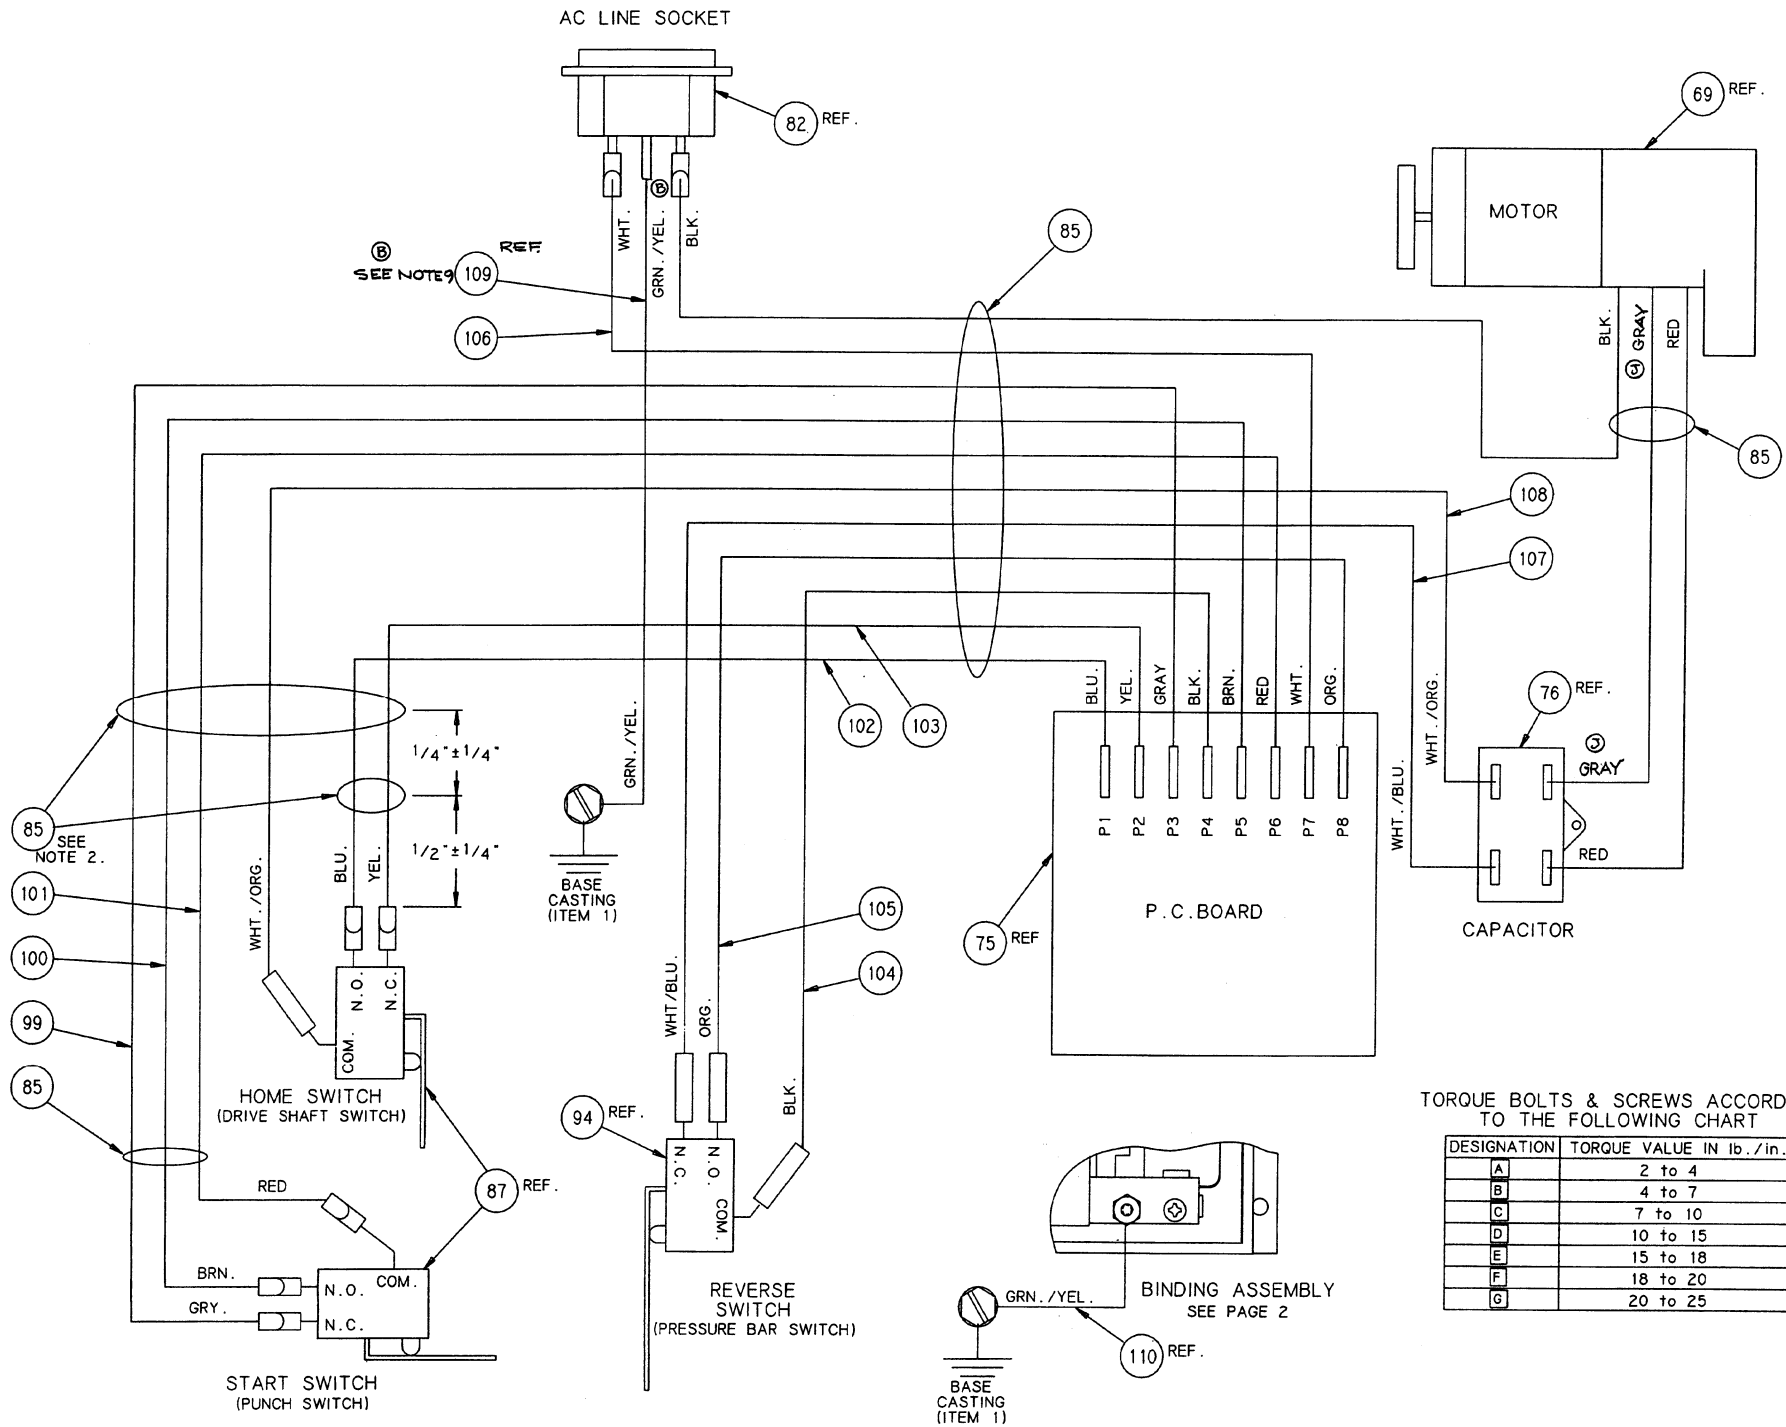 AC LINE SOCKET
82 REF.
69 REF.
MOTOR
WHT.
GRN./YEL.
B
BLK.
B
SEE NOTE 9
109
REF.
106
85
BLK.
J GRAY
RED
85
108
107
102
103
BLU.
YEL.
GRAY
BLK.
BRN.
RED
WHT.
ORG.
WHT./BLU.
WHT./ORG.
76 REF.
J
GRAY
RED
CAPACITOR
P1
P2
P3
P4
P5
P6
P7
P8
P.C.BOARD
75 REF
1/4"±1/4"
1/2"±1/4"
85 SEE
NOTE 2.
GRN./YEL.
BASE
CASTING
(ITEM 1)
101
100
99
85
WHT./ORG.
BLU.
YEL.
N.O.
N.C.
COM.
HOME SWITCH
(DRIVE SHAFT SWITCH)
87 REF.
RED
BRN.
GRY.
N.O.
COM.
N.C.
START SWITCH
(PUNCH SWITCH)
105
104
WHT/BLU.
ORG.
BLK.
94 REF.
N.C.
N.O.
COM.
REVERSE
SWITCH
(PRESSURE BAR SWITCH)
GRN./YEL.
110 REF.
BASE
CASTING
(ITEM 1)
BINDING ASSEMBLY
SEE PAGE 2
TORQUE BOLTS & SCREWS ACCORD
TO THE FOLLOWING CHART
DESIGNATION TORQUE VALUE IN lb./in.
A 2 to 4
B 4 to 7
C 7 to 10
D 10 to 15
E 15 to 18
F 18 to 20
G 20 to 25